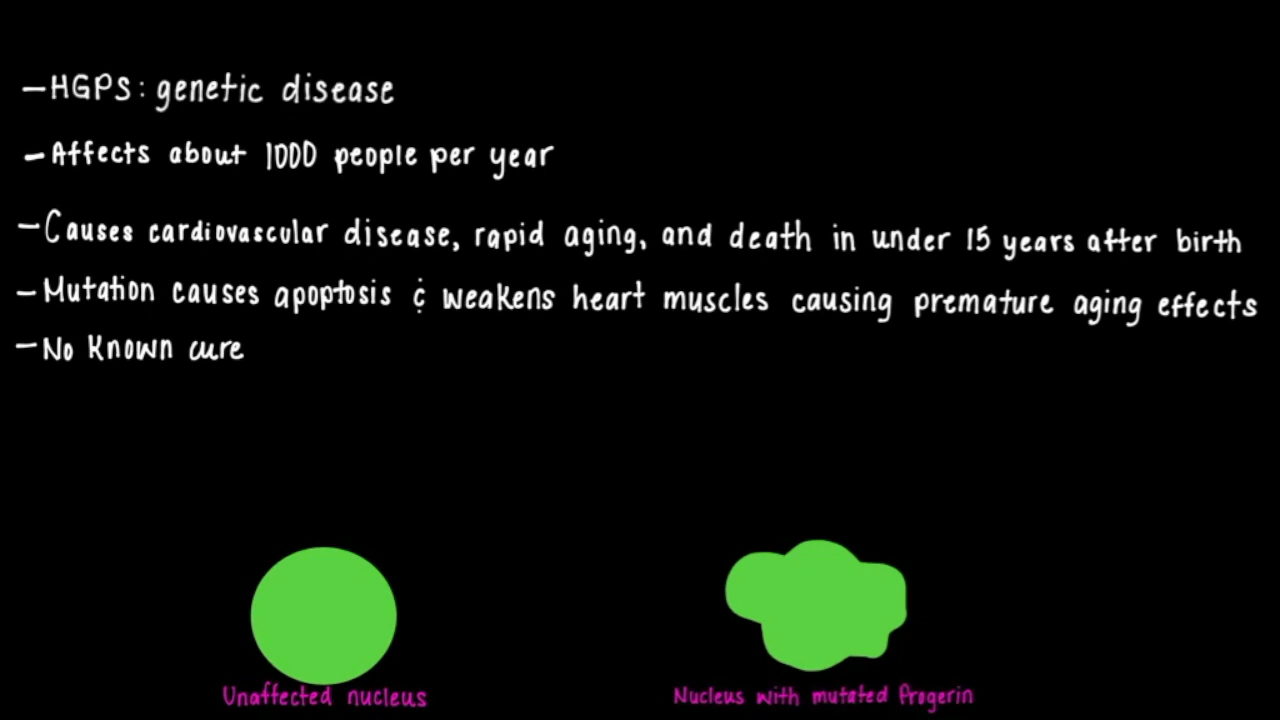 - HGPS: genetic disease
- Affects about 1000 people per year
- Causes cardiovascular disease, rapid aging, and death in under 15 years after birth
- Mutation causes apoptosis & weakens heart muscles causing premature aging effects
- No known cure
Unaffected nucleus
Nucleus with mutated Progerin